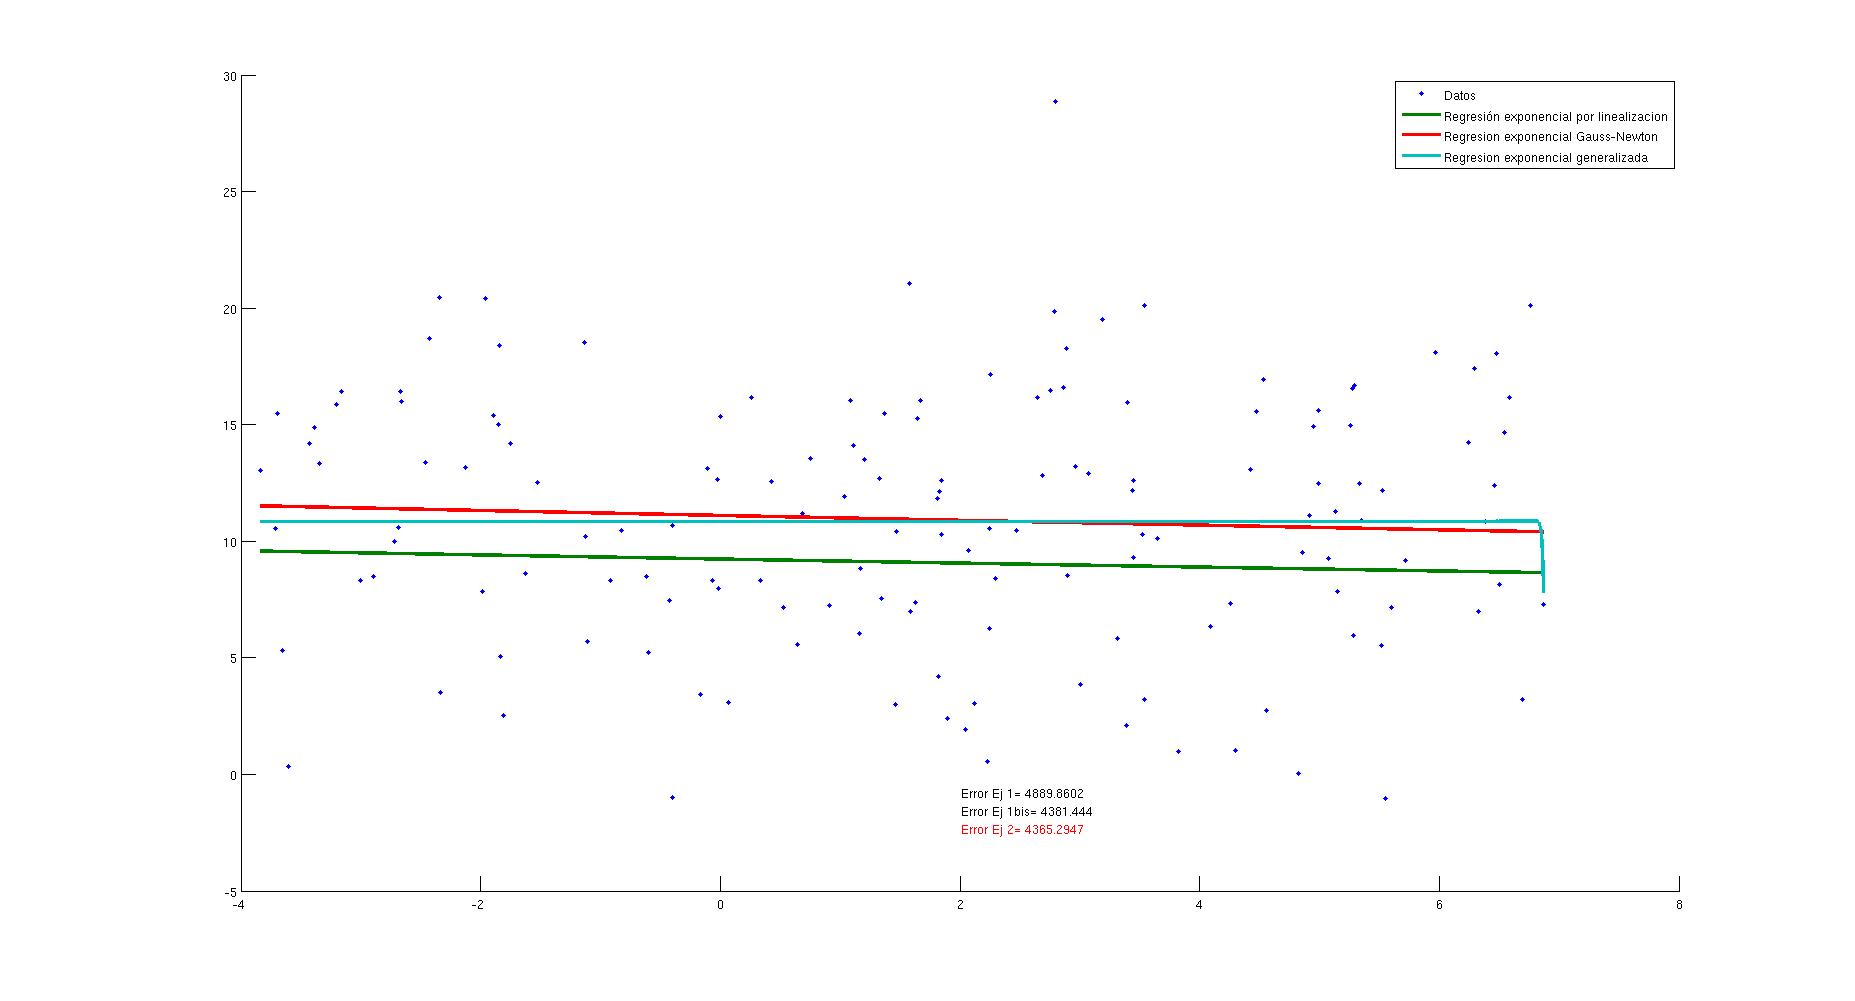 30
Datos
Regresión exponencial por linealizacion
Regresion exponencial Gauss-Newton
Regresion exponencial generalizada
25
20
15
10
5
0
Error Ej 1= 4889.8602
Error Ej 1bis= 4381.444
Error Ej 2= 4365.2947
-5
-4 -2 0 2 4 6 8